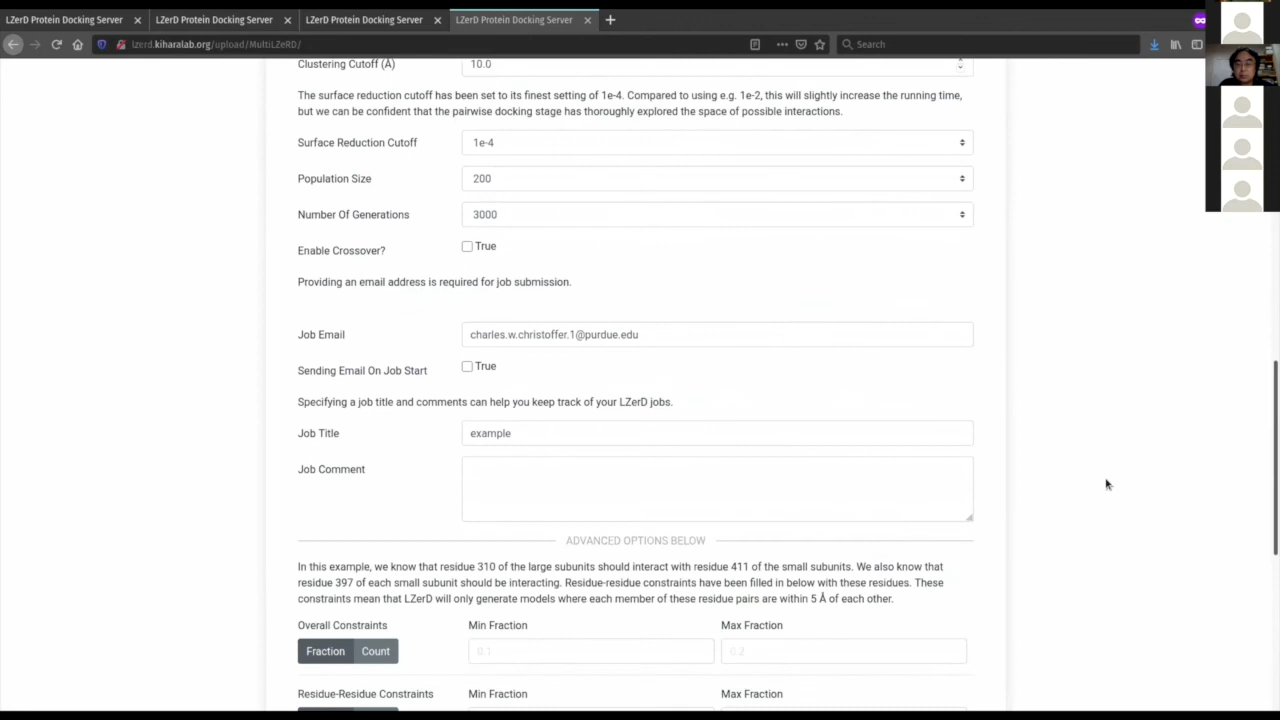 LZerD Protein Docking Server
LZerD Protein Docking Server
LZerD Protein Docking Server
LZerD Protein Docking Server
lzerd.kiharalab.org/upload/MultiLZerD/
Search
Clustering Cutoff (Å)
10.0
The surface reduction cutoff has been set to its finest setting of 1e-4. Compared to using e.g. 1e-2, this will slightly increase the running time,
but we can be confident that the pairwise docking stage has thoroughly explored the space of possible interactions.
Surface Reduction Cutoff
1e-4
Population Size
200
Number Of Generations
3000
Enable Crossover?
True
Providing an email address is required for job submission.
Job Email
charles.w.christoffer.1@purdue.edu
Sending Email On Job Start
True
Specifying a job title and comments can help you keep track of your LZerD jobs.
Job Title
example
Job Comment
ADVANCED OPTIONS BELOW
In this example, we know that residue 310 of the large subunits should interact with residue 411 of the small subunits. We also know that
residue 397 of each small subunit should be interacting. Residue-residue constraints have been filled in below with these residues. These
constraints mean that LZerD will only generate models where each member of these residue pairs are within 5 Å of each other.
Overall Constraints
Min Fraction
Max Fraction
Fraction
Count
0.1
0.2
Residue-Residue Constraints
Min Fraction
Max Fraction